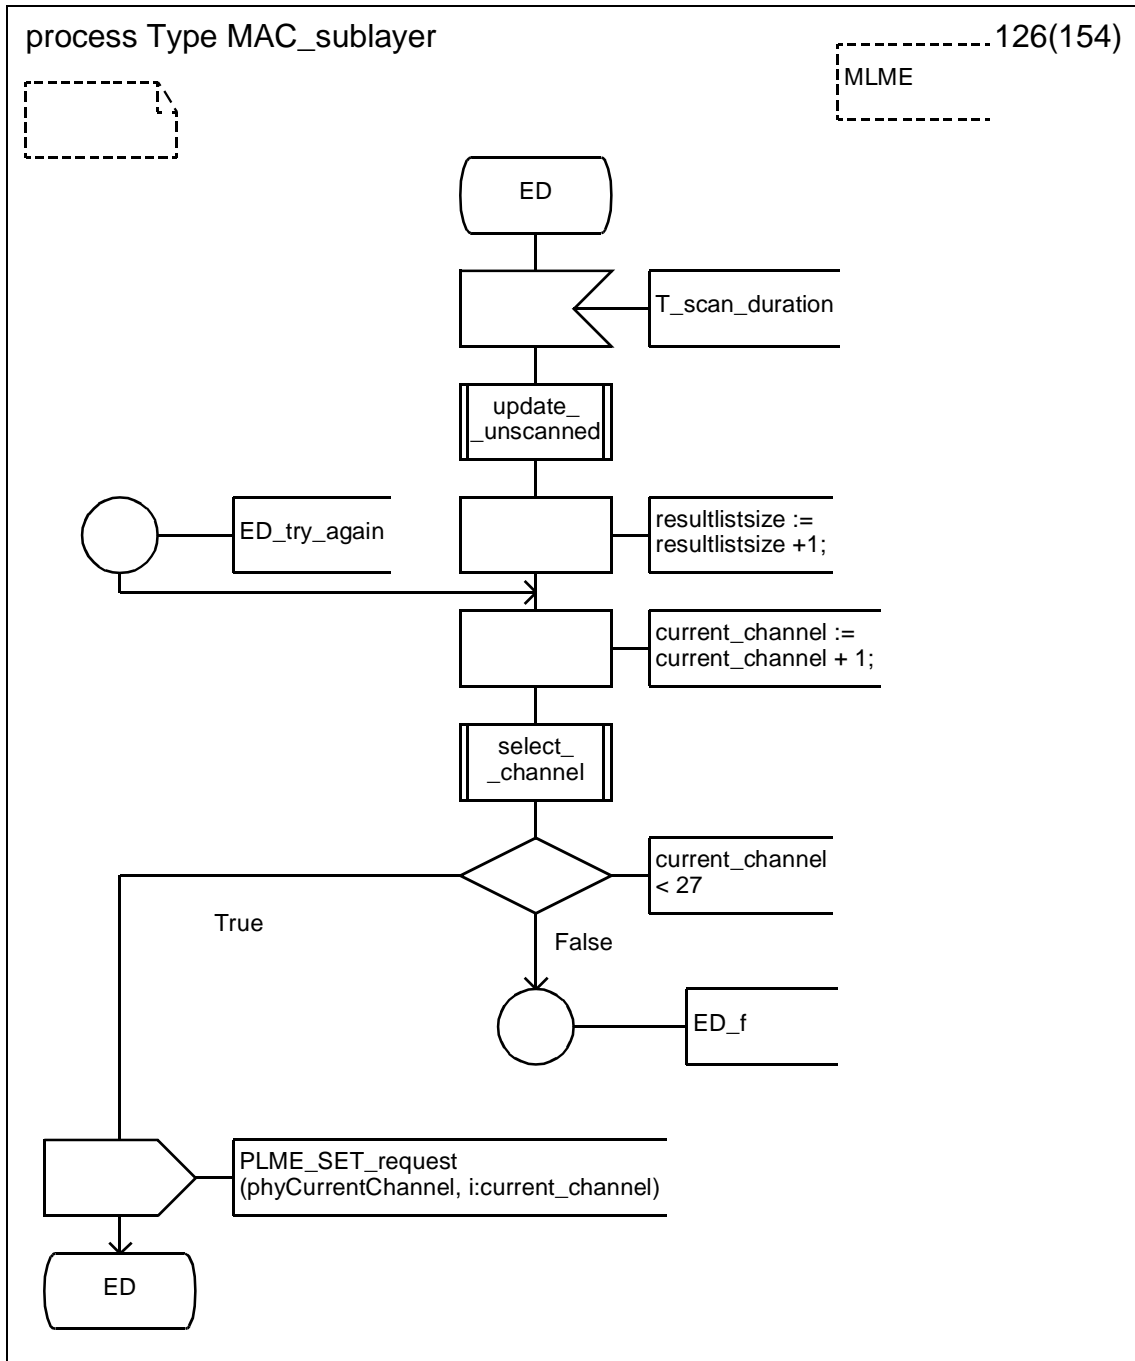 process Type MAC_sublayer
126(154)
MLME
ED
T_scan_duration
update_
_unscanned
ED_try_again
resultlistsize :=
resultlistsize +1;
current_channel :=
current_channel + 1;
select_
_channel
current_channel
< 27
True
False
ED_f
PLME_SET_request
(phyCurrentChannel, i:current_channel)
ED